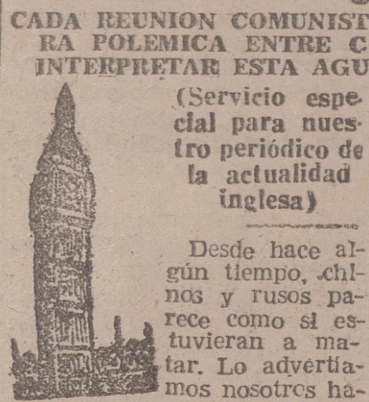 CADA REUNION COMUNIST
RA POLEMICA ENTRE C
INTERPRETAR ESTA AGU
(Servicio espe-
cial para nues-
tro periódico de
la actualidad
inglesa)
Desde hace al-
gún tiempo, chi-
nos y rusos pa-
rece como si es-
tuvieran a ma-
tar. Lo advertía-
mos nosotros ha-